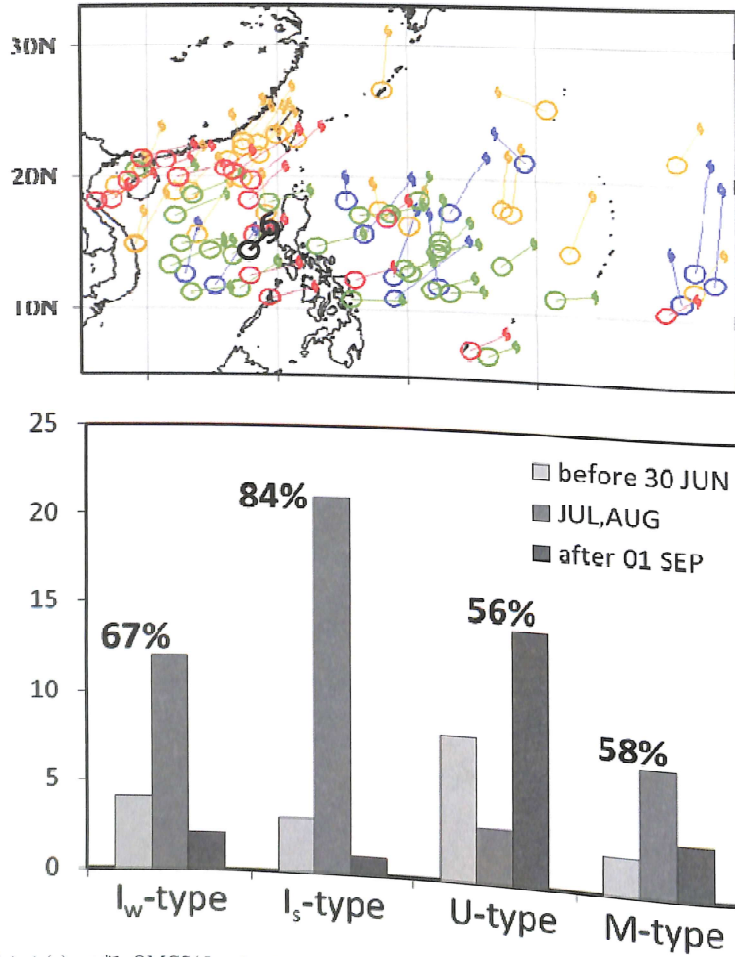 30N
20N
10N
25
before 30 JUN
84%
20
JUL,AUG
after 01 SEP
15
67%
56%
10
58%
5
0
Iw-type
Is-type
U-type
M-type